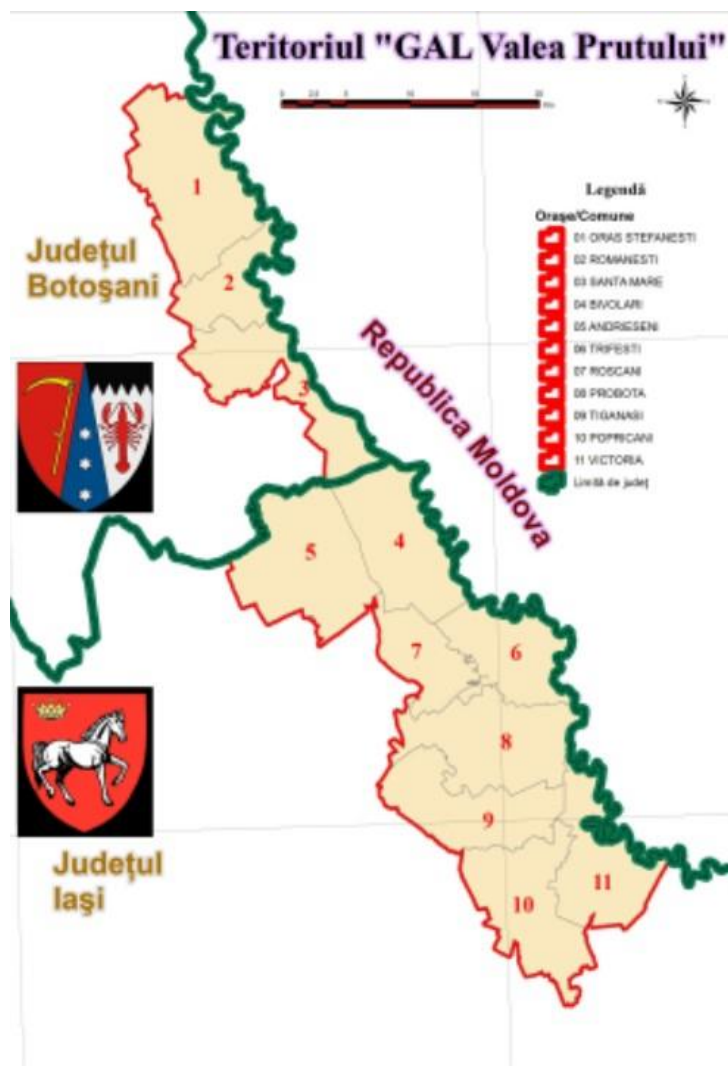 Teritoriul "GAL Valea Prutului"
Legendă
Orașe/Comune
01 ORAS STEFANESTI
02 ROMANESTI
03 SANTA MARE
04 BIVOLARI
05 ANDRIESENI
06 TRIFESTI
07 ROSCANI
08 PROBOTA
09 TIGANASI
10 POPRICANI
11 VICTORIA
Limită de județ
Județul
Botoșani
Republica Moldova
Județul
Iași
1
2
3
4
5
6
7
8
9
10
11